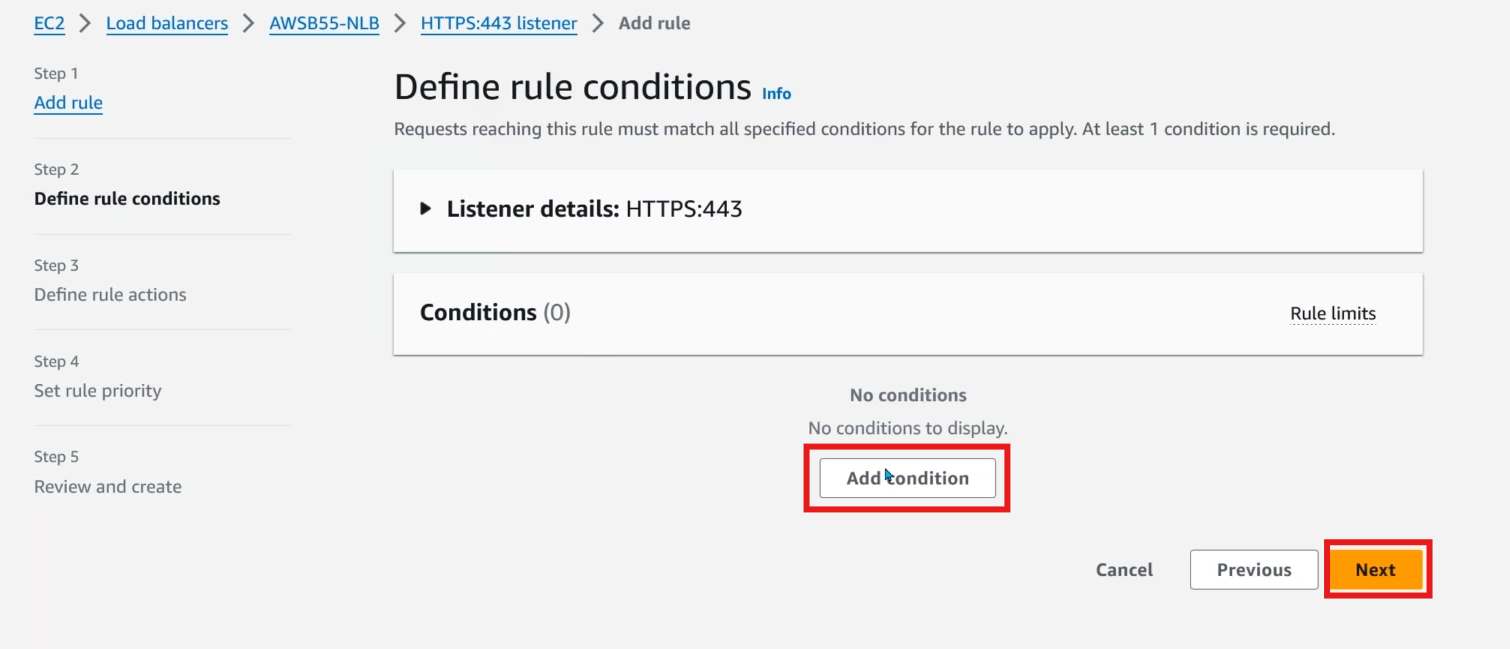 EC2 > Load balancers > AWSB55-NLB > HTTPS:443 listener > Add rule
Step 1
Add rule
Step 2
Define rule conditions
Step 3
Define rule actions
Step 4
Set rule priority
Step 5
Review and create
Define rule conditions Info
Requests reaching this rule must match all specified conditions for the rule to apply. At least 1 condition is required.
Listener details: HTTPS:443
Conditions (0)
Rule limits
No conditions
No conditions to display.
Add condition
Cancel
Previous
Next